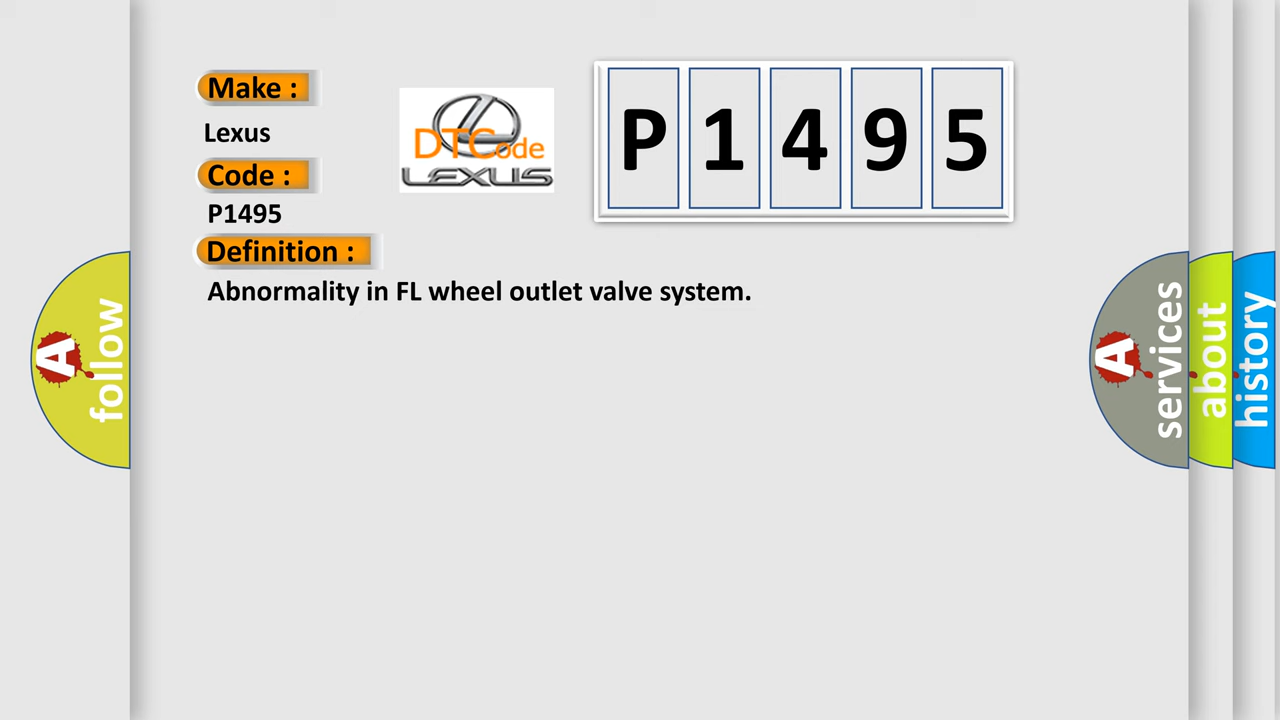 Make :
Lexus
Code :
P1495
Definition :
Abnormality in FL wheel outlet valve system.
DTCode
LEXUS
P 1 4 9 5
A follow
A services
about
history